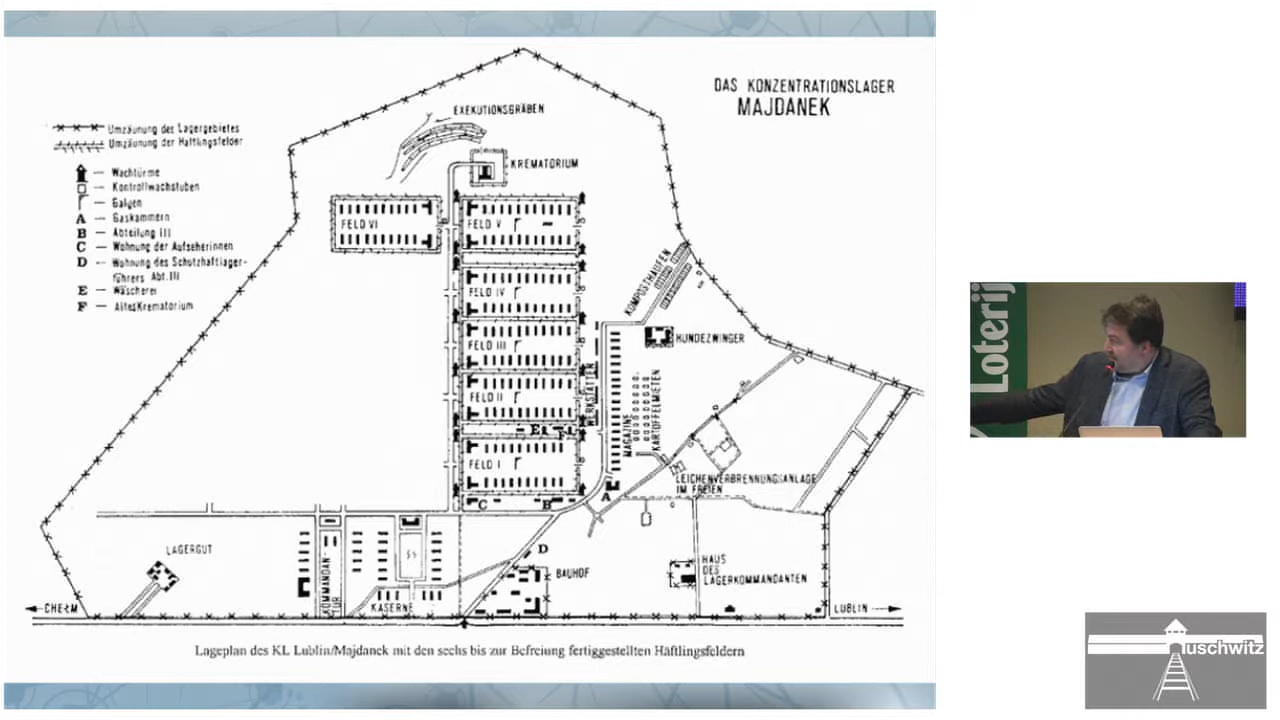 DAS KONZENTRATIONSLAGER
MAJDANEK
EXEKUTIONSGRÄBEN
Umzäunung des Lagergebietes
Umzäunung der Häftlingsfelder
KREMATORIUM
Wachtürme
Kontrollwachstuben
Galgen
A — Gaskammern
B — Abteilung III
C — Wohnung der Aufseherinnen
D — Wohnung des Schutzhaftlager-
führers Abt. III
E — Wäscherei
F — Altes Krematorium
FELD VI
FELD V
KOMPOSTHAUFEN
FELD IV
HUNDEZWINGER
FELD III
WERKSTÄTTEN
FELD II
MAGAZINE
KARTOFFELMIETEN
E
FELD I
LEICHENVERBRENNUNGSANLAGE
IM FREIEN
A
C
B
LAGERGUT
D
KOMMANDAN-
TUR
BAUHOF
HAUS
DES
LAGERKOMMANDANTEN
KASERNE
CHEŁM
LUBLIN
Lageplan des KL Lublin/Majdanek mit den sechs bis zur Befreiung fertiggestellten Häftlingsfeldern
Loterij
uschwitz